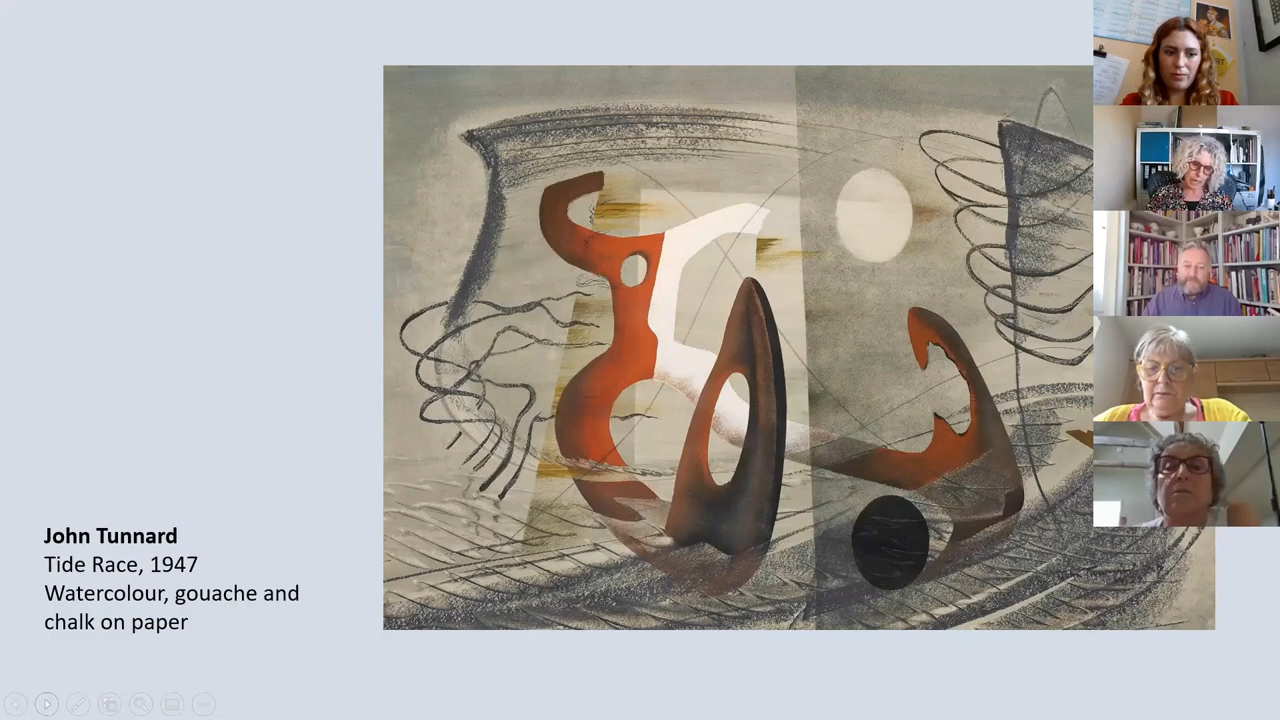 John Tunnard
Tide Race, 1947
Watercolour, gouache and
chalk on paper